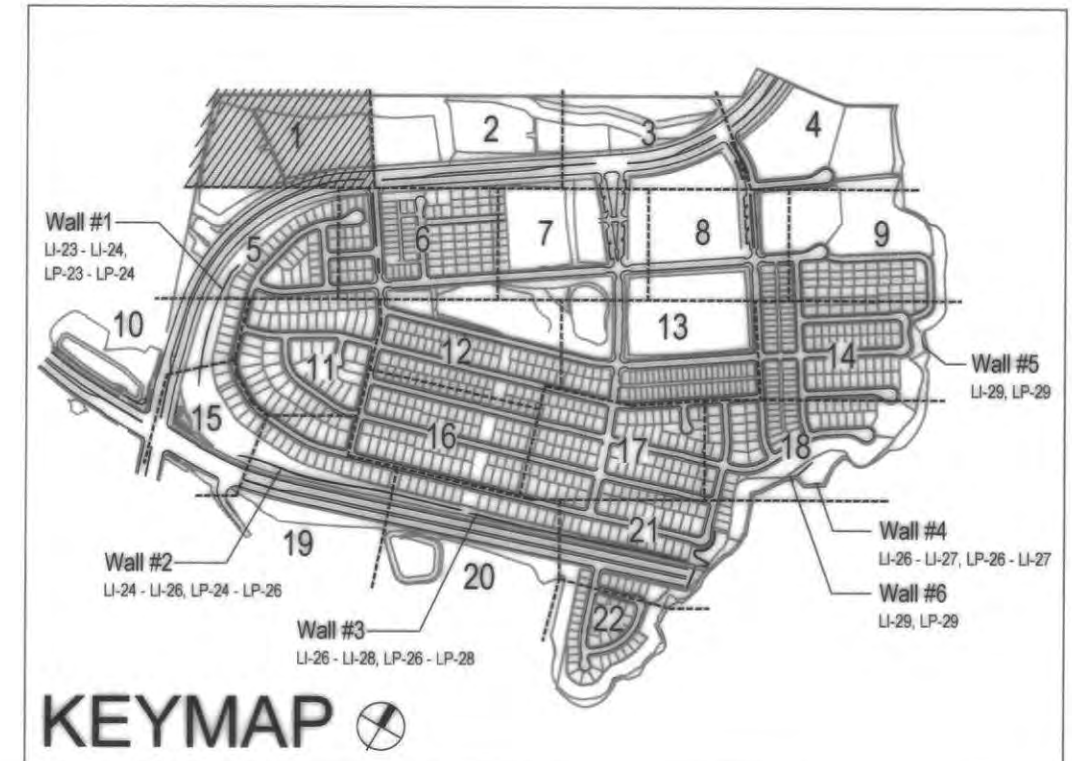 1
2
3
4
5
6
7
8
9
10
11
12
13
14
15
16
17
18
19
20
21
22
Wall #1
LI-23 - LI-24,
LP-23 - LP-24
Wall #5
LI-29, LP-29
Wall #2
LI-24 - LI-26, LP-24 - LP-26
Wall #4
LI-26 - LI-27, LP-26 - LI-27
Wall #6
LI-29, LP-29
Wall #3
LI-26 - LI-28, LP-26 - LP-28
KEYMAP